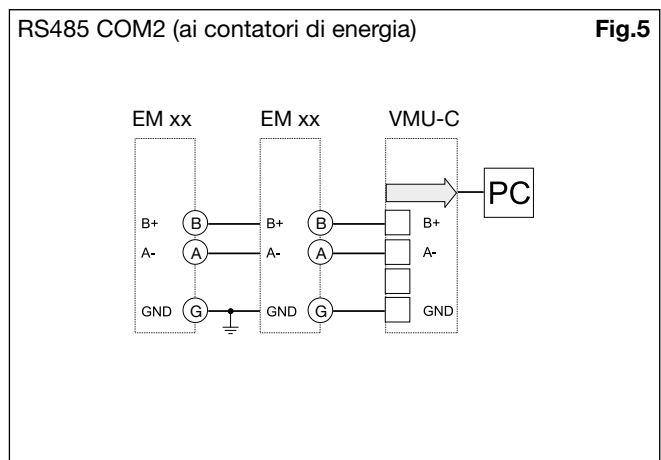 RS485 COM2 (ai contatori di energia) Fig.5
EM xx EM xx VMU-C
PC
B+ B B+ B B+
A- A A- A A-
GND G GND G GND